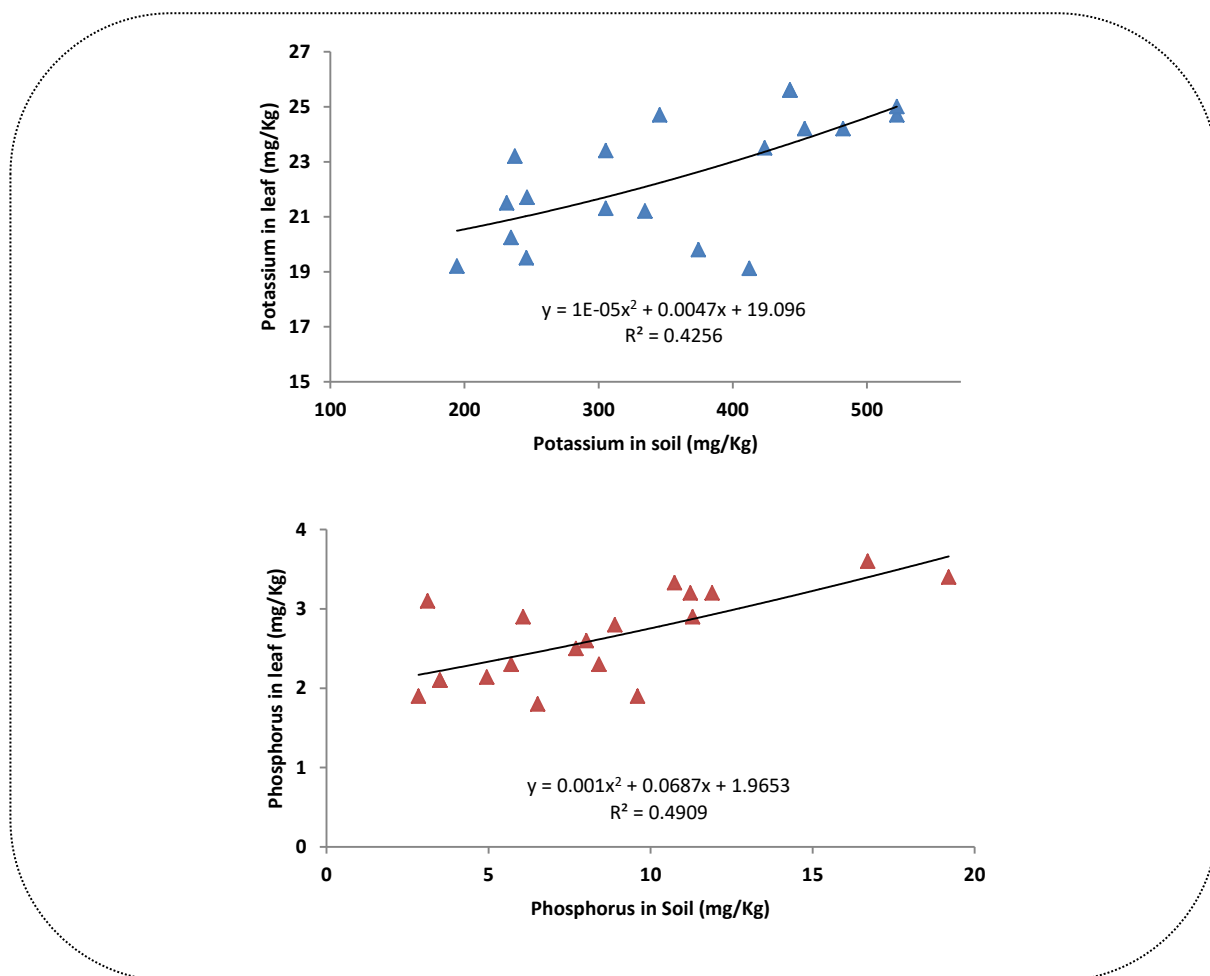 27
25
23
21
19
17
15
Potassium in leaf (mg/Kg)
y = 1E-05x² + 0.0047x + 19.096
R² = 0.4256
100 200 300 400 500
Potassium in soil (mg/Kg)
4
3
2
1
0
Phosphorus in leaf (mg/Kg)
y = 0.001x² + 0.0687x + 1.9653
R² = 0.4909
0 5 10 15 20
Phosphorus in Soil (mg/Kg)